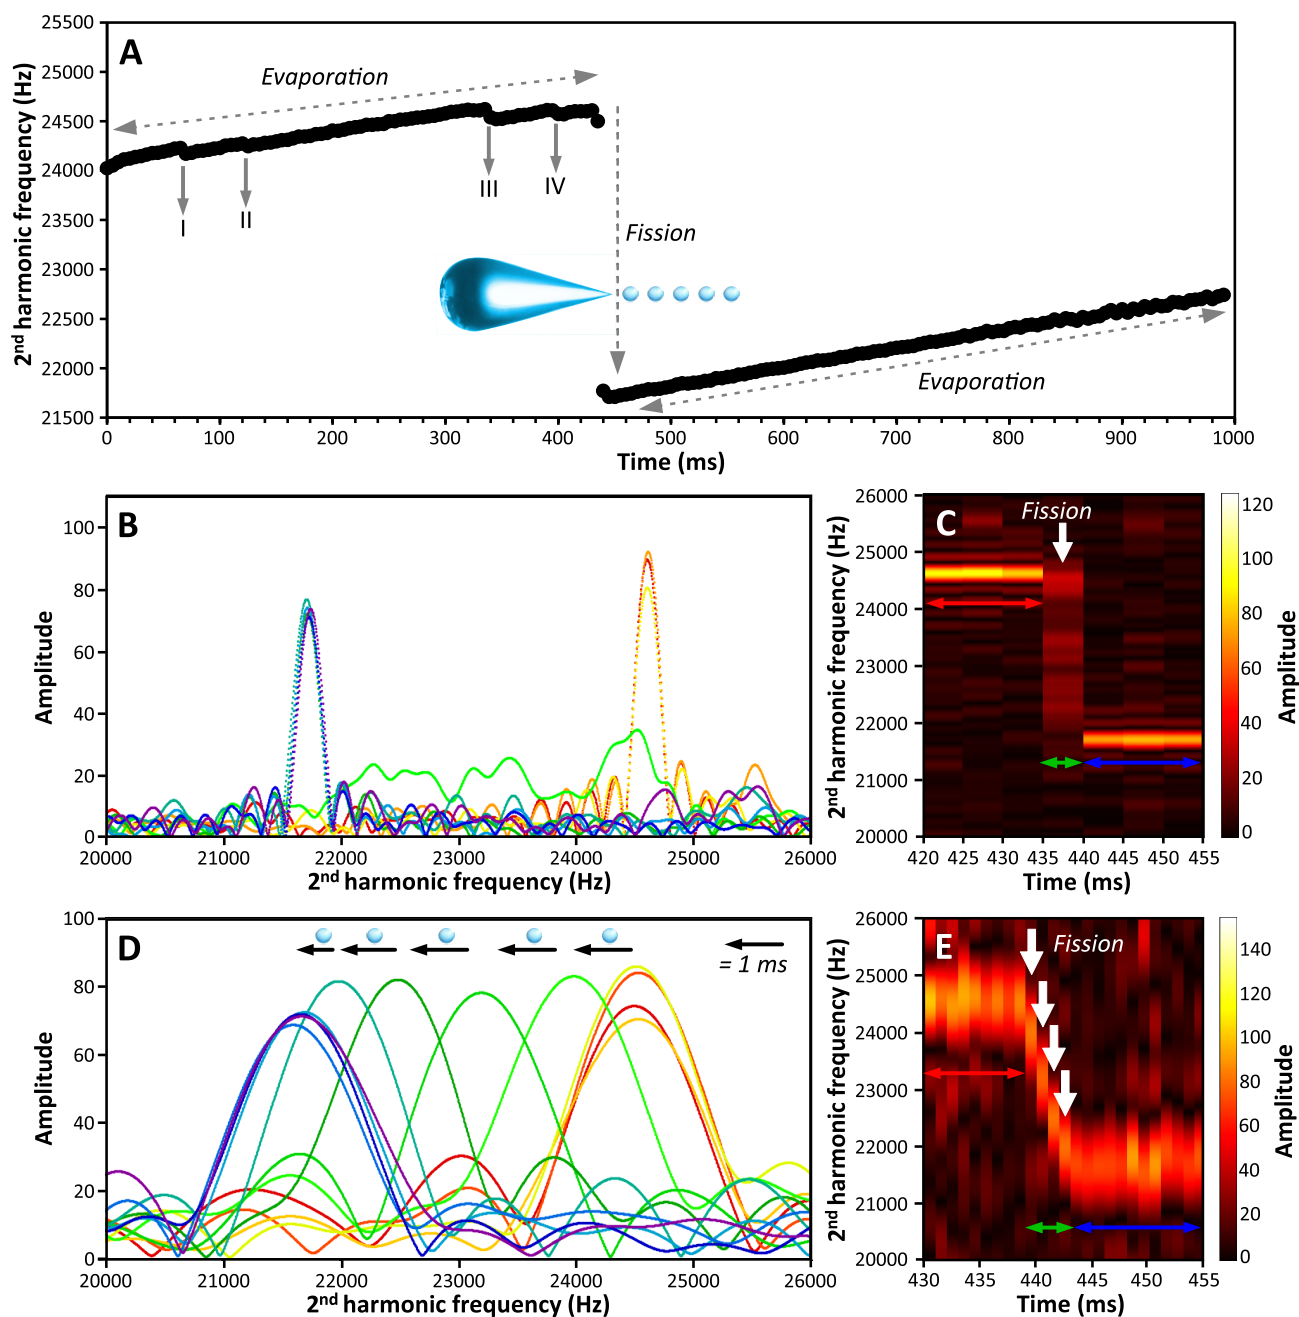 A
2nd harmonic frequency (Hz)
25500
25000
24500
24000
23500
23000
22500
22000
21500
Evaporation
I
II
III
IV
Fission
Evaporation
0 100 200 300 400 500 600 700 800 900 1000
Time (ms)
B
Amplitude
100
80
60
40
20
0
20000 21000 22000 23000 24000 25000 26000
2nd harmonic frequency (Hz)
C
Fission
2nd harmonic frequency (Hz)
26000
25000
24000
23000
22000
21000
20000
420 425 430 435 440 445 450 455
Time (ms)
120
100
80
60
40
20
0
Amplitude
D
= 1 ms
Amplitude
100
80
60
40
20
0
20000 21000 22000 23000 24000 25000 26000
2nd harmonic frequency (Hz)
E
Fission
2nd harmonic frequency (Hz)
26000
25000
24000
23000
22000
21000
20000
430 435 440 445 450 455
Time (ms)
140
120
100
80
60
40
20
0
Amplitude